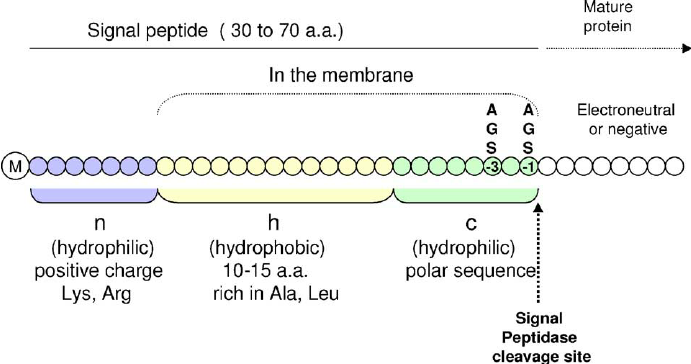 Mature
protein
Signal peptide ( 30 to 70 a.a.)
In the membrane
A A
G G
S S
Electroneutral
or negative
M -3 -1
n
(hydrophilic)
positive charge
Lys, Arg
h
(hydrophobic)
10-15 a.a.
rich in Ala, Leu
c
(hydrophilic)
polar sequence
Signal
Peptidase
cleavage site